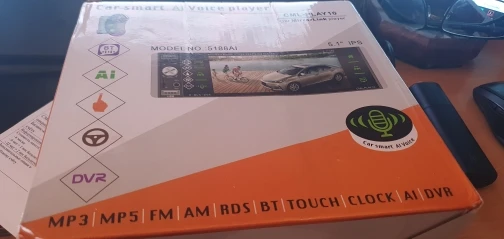 Car smart Ai Voice player
MODEL NO.:5188AI
5.1" IPS
BT
Ai
DVR
Car smart AI Voice
MP3 | MP5 | FM | AM | RDS | BT | TOUCH | CLOCK | AI | DVR